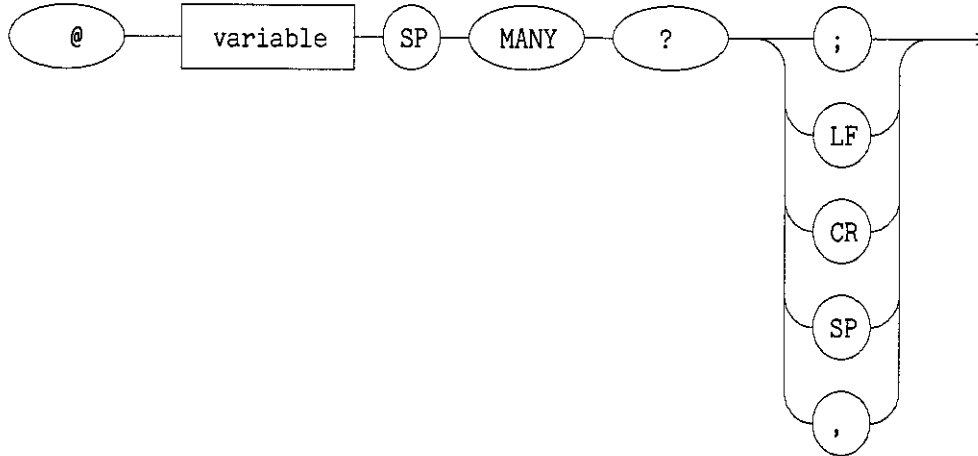 @ variable SP MANY ? ;
LF
CR
SP
,